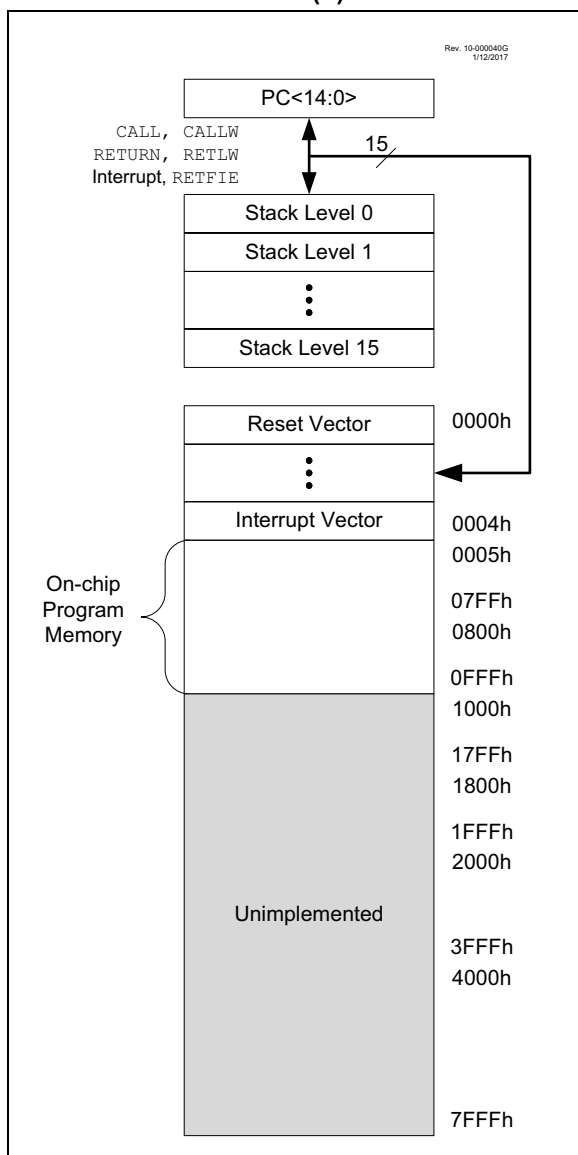 Rev. 10-000040G
1/12/2017
PC<14:0>
CALL, CALLW
RETURN, RETLW
Interrupt, RETFIE
15
Stack Level 0
Stack Level 1
Stack Level 15
Reset Vector
0000h
Interrupt Vector
0004h
0005h
On-chip
Program
Memory
07FFh
0800h
0FFFh
1000h
17FFh
1800h
1FFFh
2000h
Unimplemented
3FFFh
4000h
7FFFh